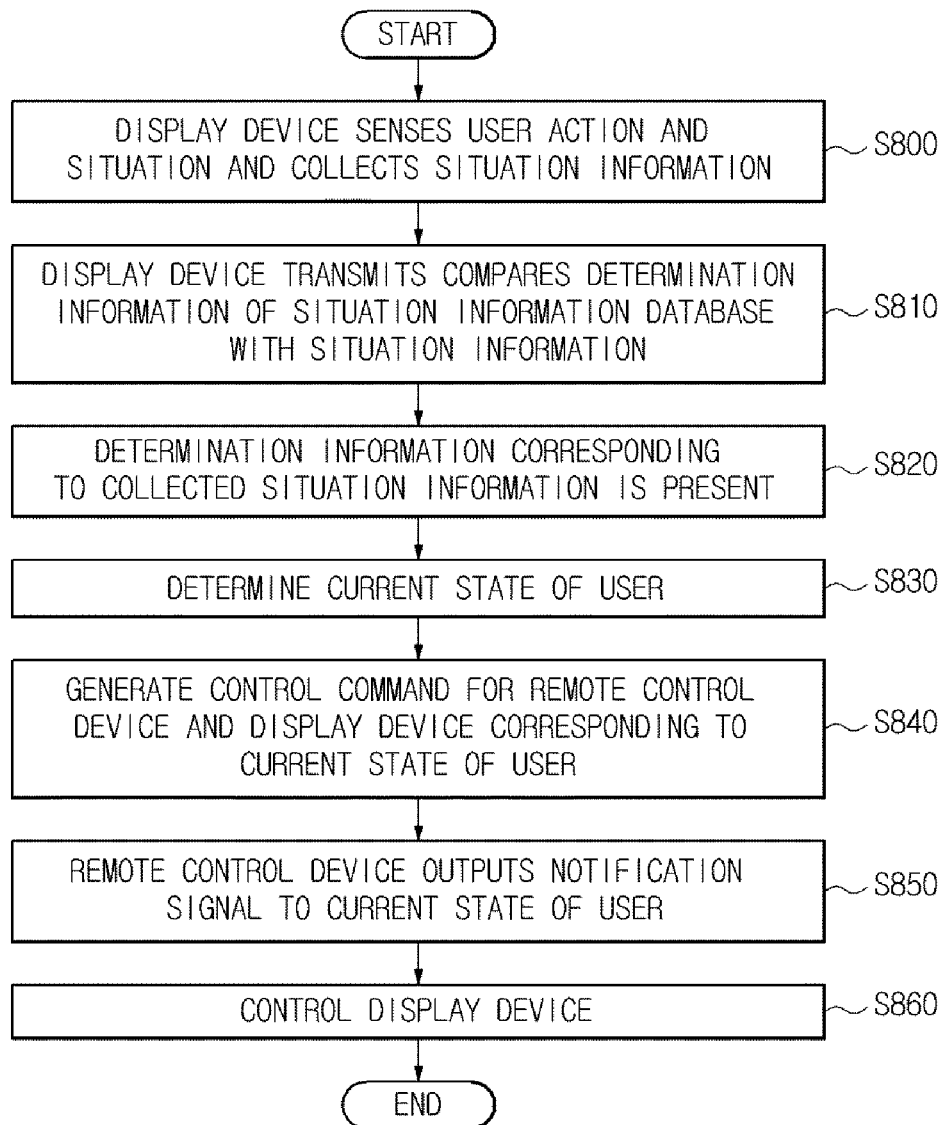 START
DISPLAY DEVICE SENSES USER ACTION AND
SITUATION AND COLLECTS SITUATION INFORMATION
S800
DISPLAY DEVICE TRANSMITS COMPARES DETERMINATION
INFORMATION OF SITUATION INFORMATION DATABASE
WITH SITUATION INFORMATION
S810
DETERMINATION INFORMATION CORRESPONDING
TO COLLECTED SITUATION INFORMATION IS PRESENT
S820
DETERMINE CURRENT STATE OF USER
S830
GENERATE CONTROL COMMAND FOR REMOTE CONTROL
DEVICE AND DISPLAY DEVICE CORRESPONDING TO
CURRENT STATE OF USER
S840
REMOTE CONTROL DEVICE OUTPUTS NOTIFICATION
SIGNAL TO CURRENT STATE OF USER
S850
CONTROL DISPLAY DEVICE
S860
END